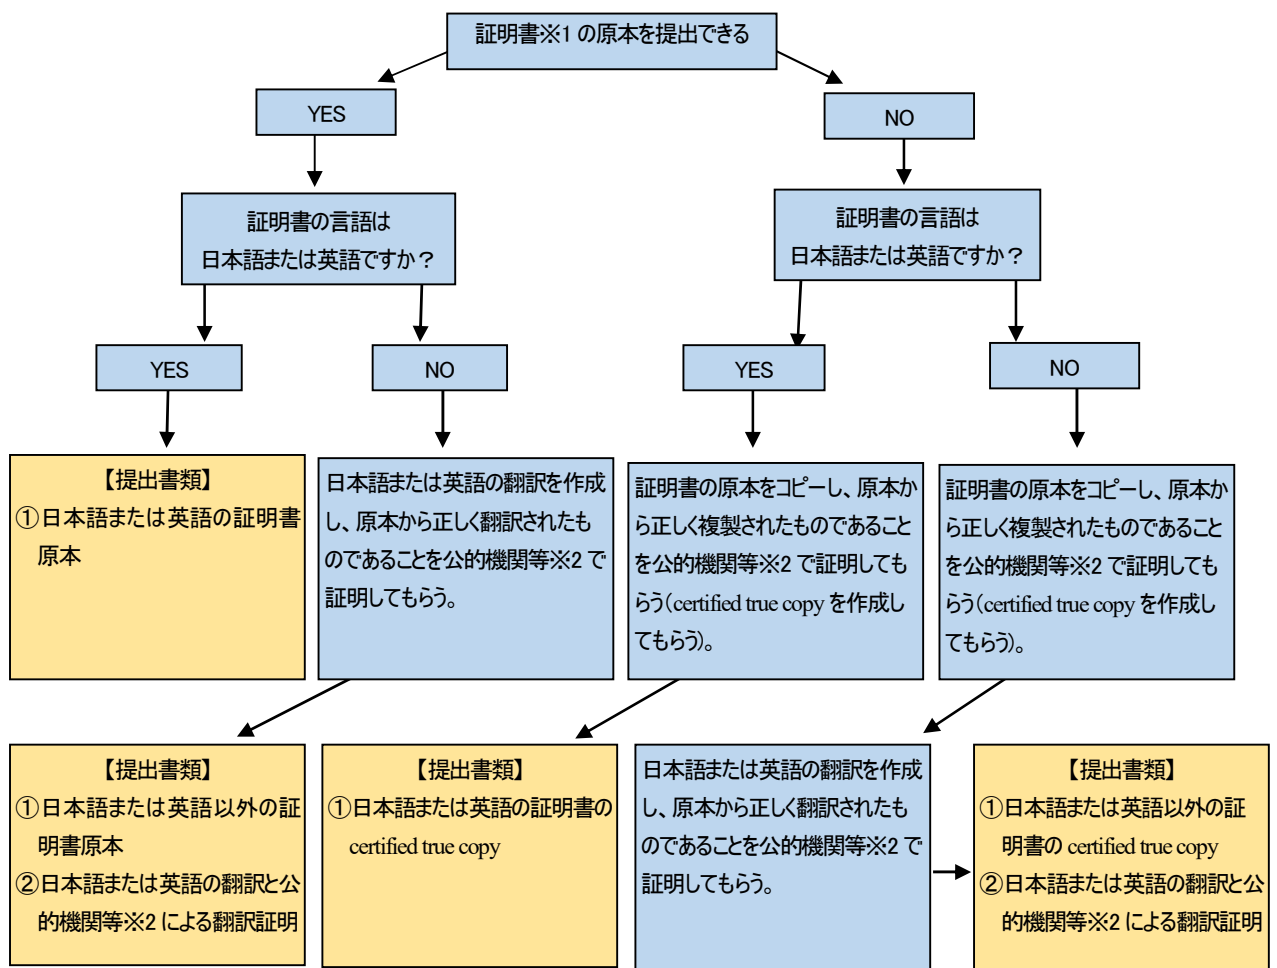 証明書※1 の原本を提出できる
YES
NO
証明書の言語は
日本語または英語ですか？
証明書の言語は
日本語または英語ですか？
YES
NO
YES
NO
【提出書類】
①日本語または英語の証明書
原本
日本語または英語の翻訳を作成
し、原本から正しく翻訳されたも
のであることを公的機関等※2 で
証明してもらう。
証明書の原本をコピーし、原本か
ら正しく複製されたものであること
を公的機関等※2 で証明しても
らう（certified true copy を作成し
てもらう）。
証明書の原本をコピーし、原本か
ら正しく複製されたものであること
を公的機関等※2 で証明しても
らう（certified true copy を作成し
てもらう）。
【提出書類】
①日本語または英語以外の証
明書原本
②日本語または英語の翻訳と公
的機関等※2 による翻訳証明
【提出書類】
①日本語または英語の証明書の
certified true copy
日本語または英語の翻訳を作成
し、原本から正しく翻訳されたも
のであることを公的機関等※2 で
証明してもらう。
【提出書類】
①日本語または英語以外の証
明書の certified true copy
②日本語または英語の翻訳と公
的機関等※2 による翻訳証明